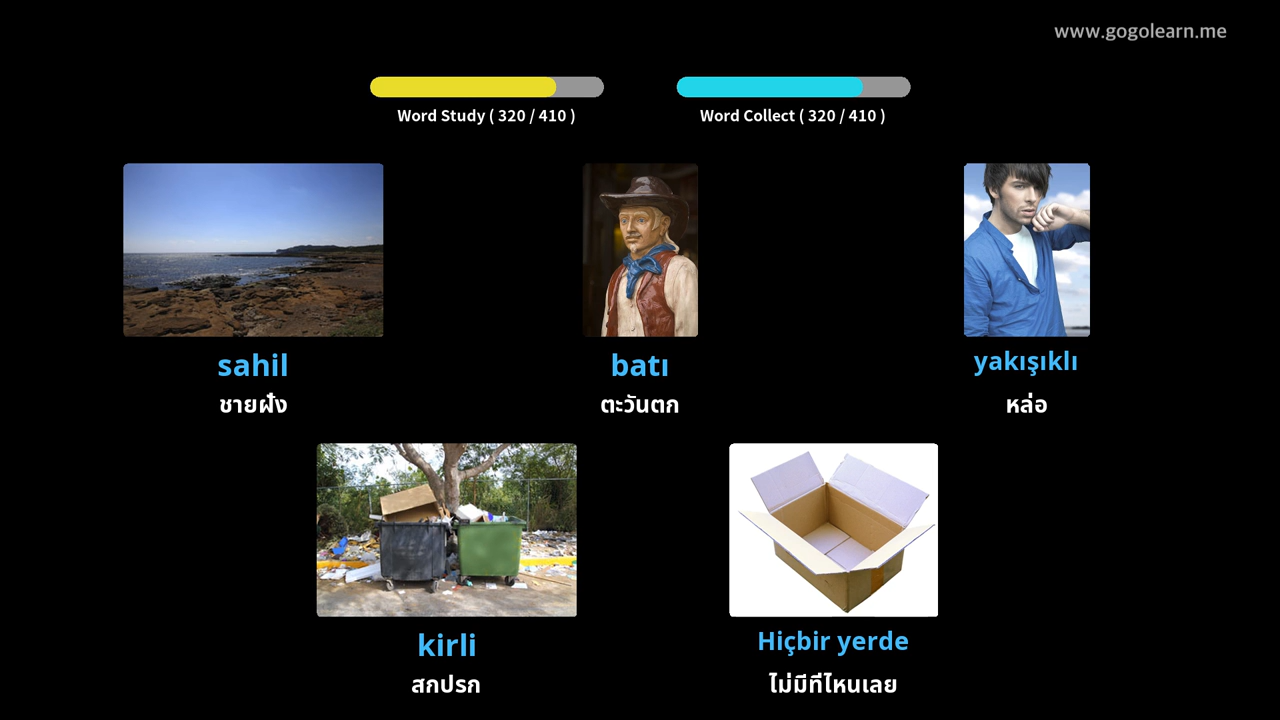 www.gogolearn.me
Word Study ( 320 / 410 )
Word Collect ( 320 / 410 )
sahil
ชายฝั่ง
batı
ตะวันตก
yakışıklı
หล่อ
kirli
สกปรก
Hiçbir yerde
ไม่มีที่ไหนเลย